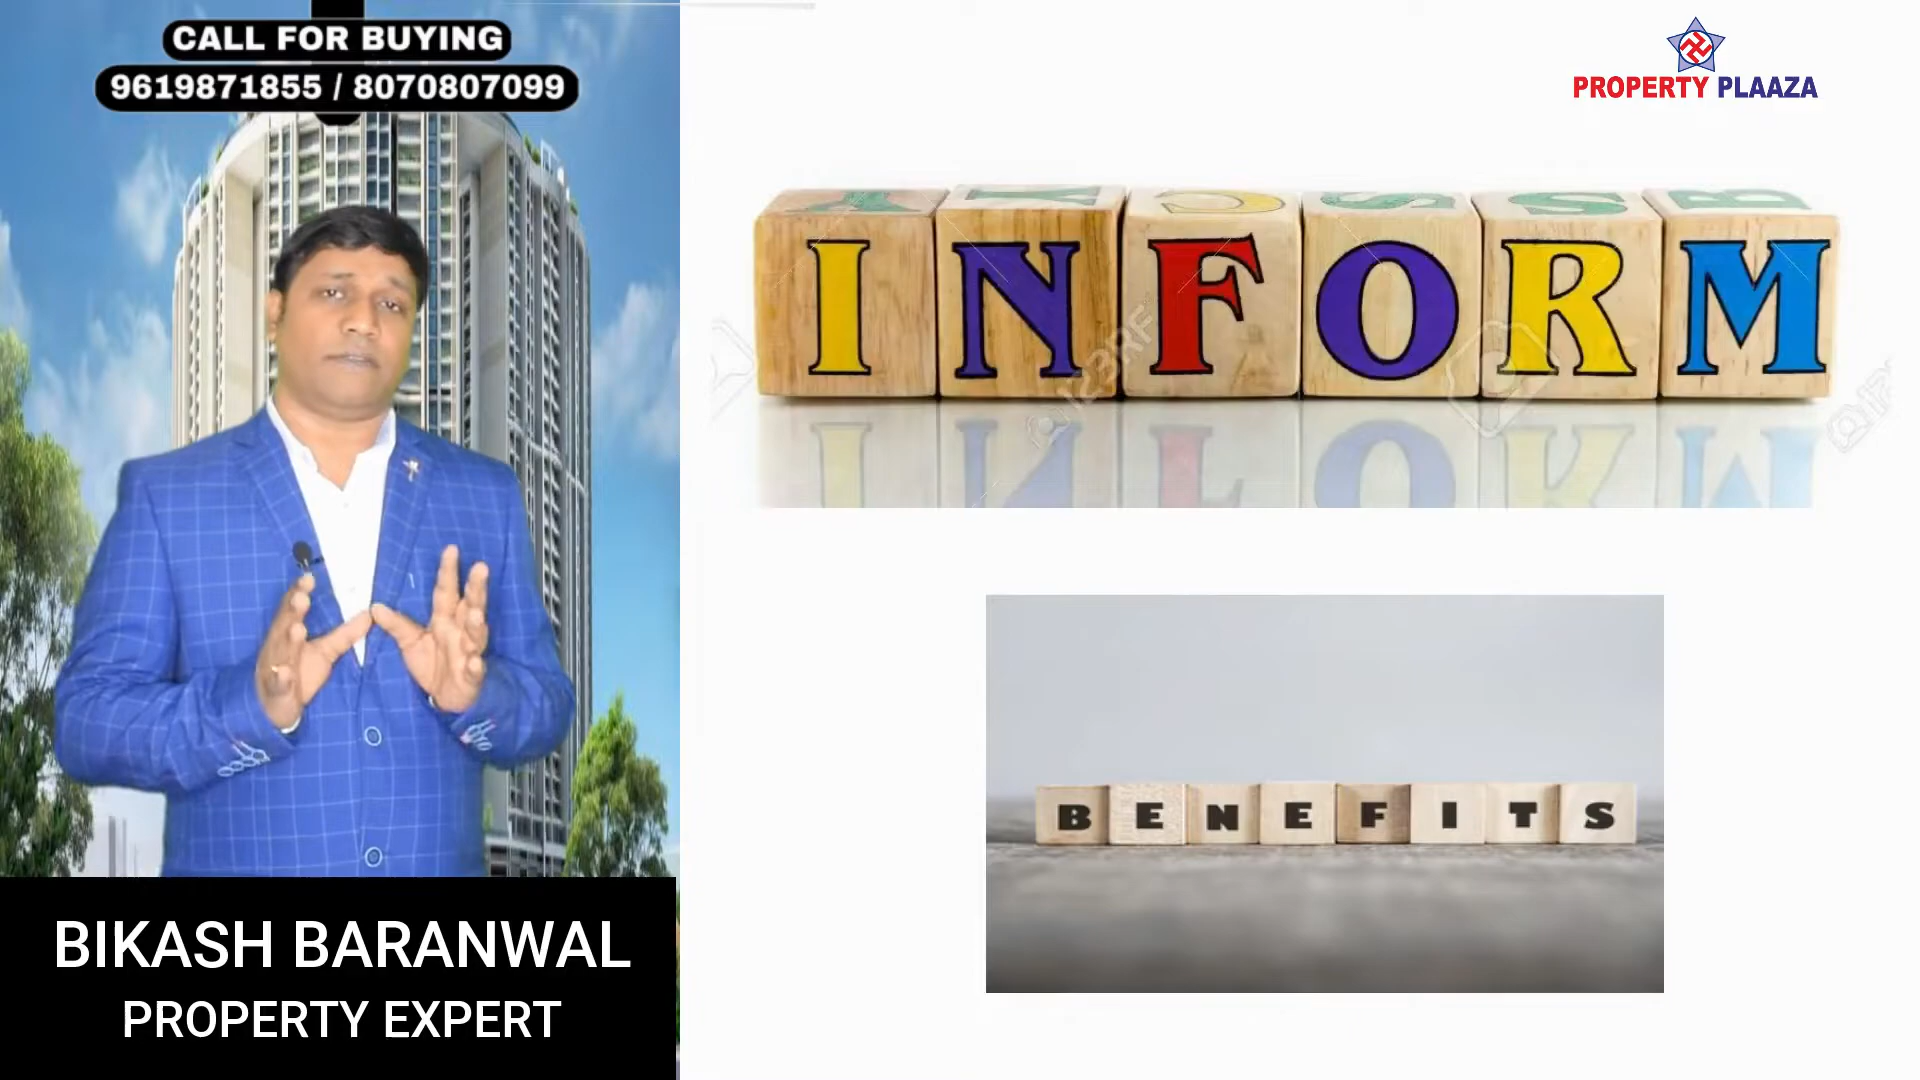 CALL FOR BUYING
9619871855 / 8070807099
PROPERTY PLAAZA
INFORM
BENEFITS
BIKASH BARANWAL
PROPERTY EXPERT